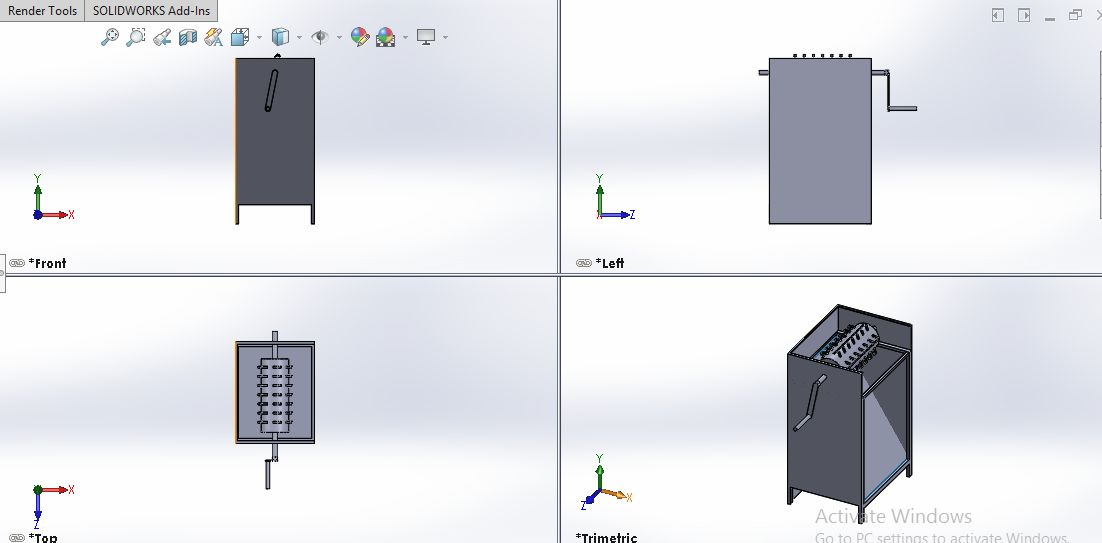 Render Tools SOLIDWORKS Add-Ins
Y
X
*Front
Y
Z
*Left
X
Z
*Top
Y
Z
X
*Trimetric
Activate Windows
Go to PC settings to activate Windows.